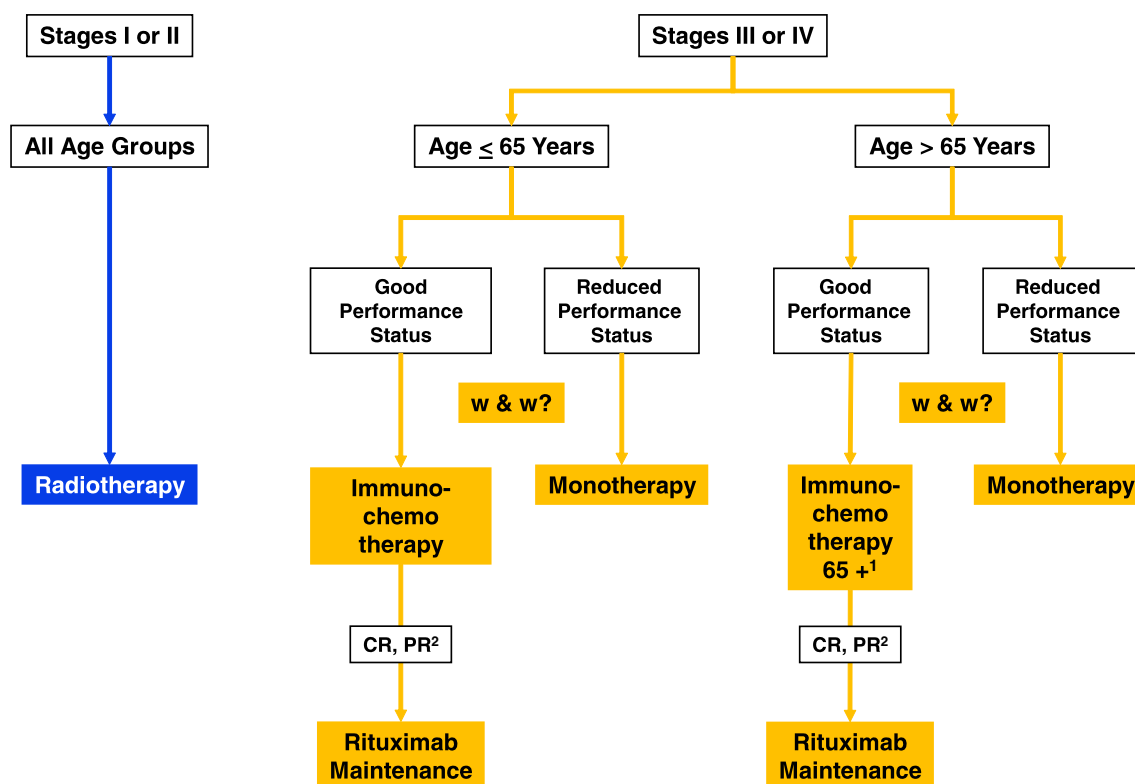 Stages I or II
Stages III or IV
All Age Groups
Age ≤ 65 Years
Age > 65 Years
Good
Performance
Status
Reduced
Performance
Status
Good
Performance
Status
Reduced
Performance
Status
w & w?
w & w?
Radiotherapy
Immuno-
chemo
therapy
Monotherapy
Immuno-
chemo
therapy
65 +¹
Monotherapy
CR, PR²
CR, PR²
Rituximab
Maintenance
Rituximab
Maintenance